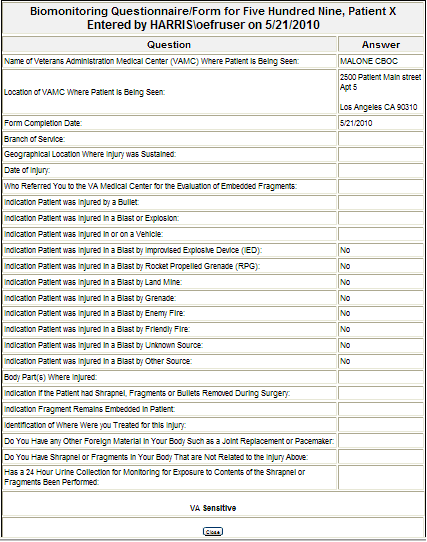 Biomonitoring Questionnaire/Form for Five Hundred Nine, Patient X
Entered by HARRIS\oefruser on 5/21/2010
Question Answer
Name of Veterans Administration Medical Center (VAMC) Where Patient is Being Seen: MALONE CBOC
Location of VAMC Where Patient is Being Seen: 2500 Patient Main street
Apt 5
Los Angeles CA 90310
Form Completion Date: 5/21/2010
Branch of Service:
Geographical Location Where Injury was Sustained:
Date of Injury:
Who Referred You to the VA Medical Center for the Evaluation of Embedded Fragments:
Indication Patient was Injured by a Bullet:
Indication Patient was Injured in a Blast or Explosion:
Indication Patient was Injured in or on a Vehicle:
Indication Patient was Injured in a Blast by Improvised Explosive Device (IED): No
Indication Patient was Injured in a Blast by Rocket Propelled Grenade (RPG): No
Indication Patient was Injured in a Blast by Land Mine: No
Indication Patient was Injured in a Blast by Grenade: No
Indication Patient was Injured in a Blast by Enemy Fire: No
Indication Patient was Injured in a Blast by Friendly Fire: No
Indication Patient was Injured in a Blast by Unknown Source: No
Indication Patient was Injured in a Blast by Other Source: No
Body Part(s) Where Injured:
Indication if the Patient had Shrapnel, Fragments or Bullets Removed During Surgery:
Indication Fragment Remains Embedded in Patient:
Identification of Where Were you Treated for this Injury:
Do You Have any Other Foreign Material in Your Body Such as a Joint Replacement or Pacemaker:
Do You Have Shrapnel or Fragments in Your Body That are Not Related to the Injury Above:
Has a 24 Hour Urine Collection for Monitoring for Exposure to Contents of the Shrapnel or
Fragments Been Performed:
VA Sensitive
Close